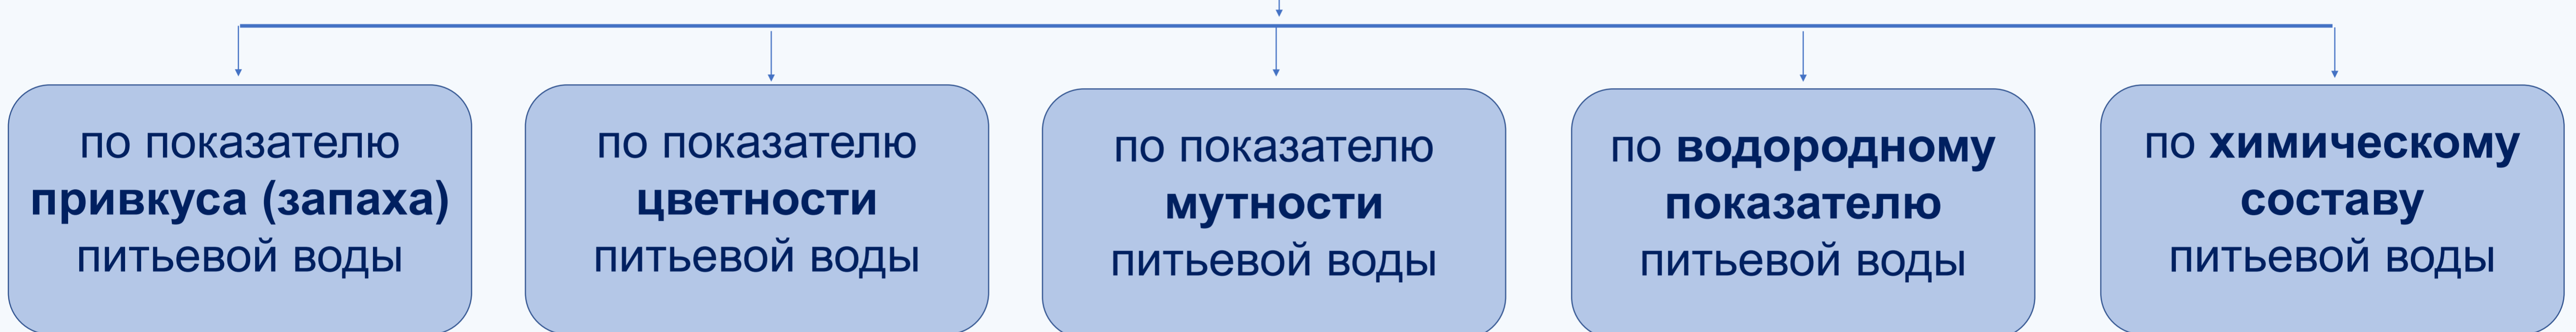 по показателю
привкуса (запаха)
питьевой воды
по показателю
цветности
питьевой воды
по показателю
мутности
питьевой воды
по водородному
показателю
питьевой воды
по химическому
составу
питьевой воды